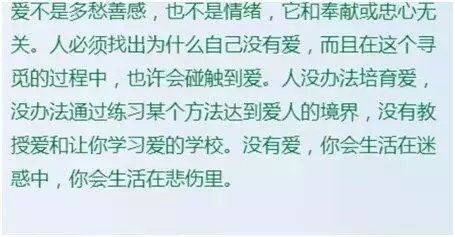 爱不是多愁善感，也不是情绪，它和奉献或忠心无
关。人必须找出为什么自己没有爱，而且在这个寻
觅的过程中，也许会碰触到爱。人没办法培育爱，
没办法通过练习某个方法达到爱人的境界，没有教
授爱和让你学习爱的学校。没有爱，你会生活在迷
惑中，你会生活在悲伤里。